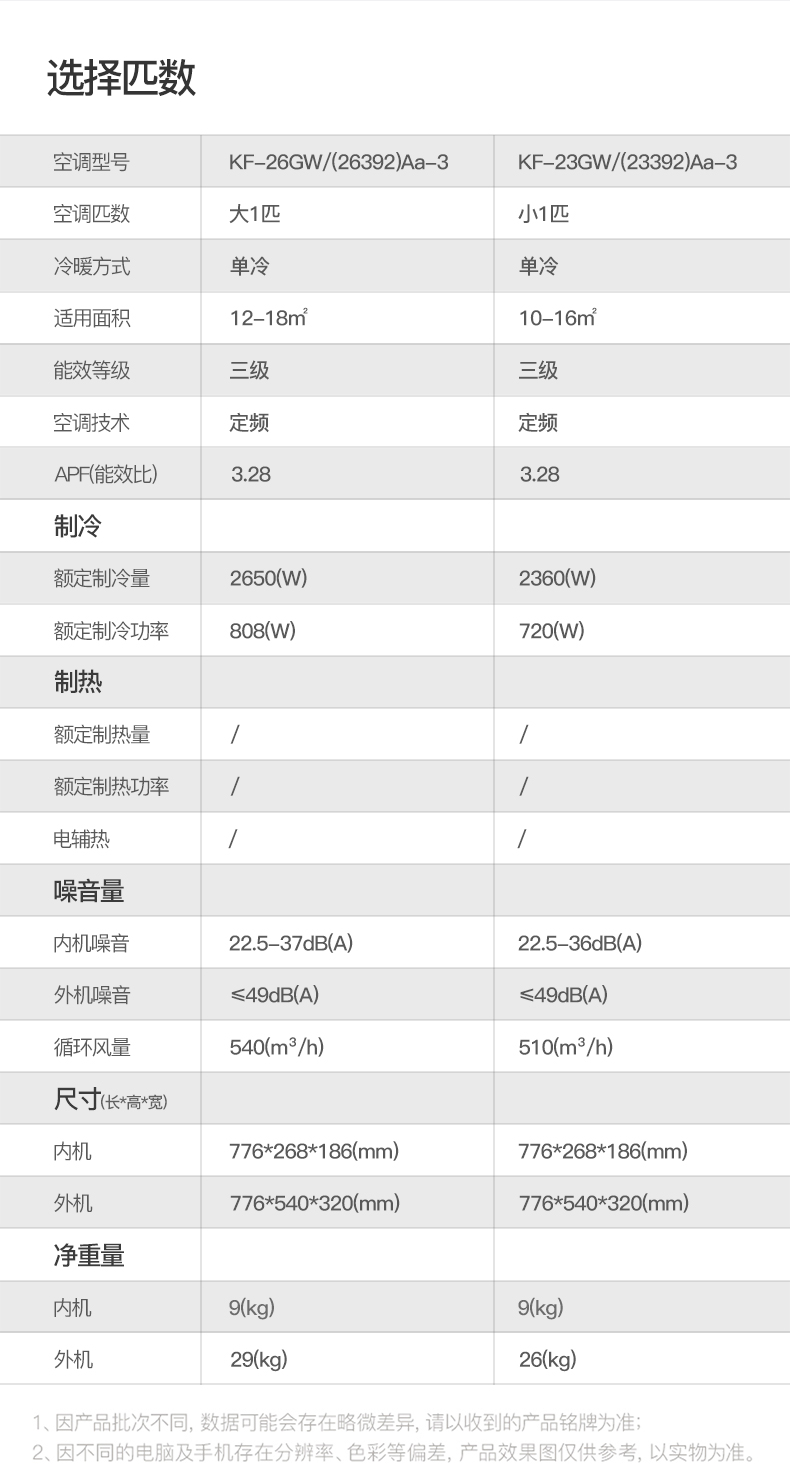 选择匹数
空调型号 KF-26GW/(26392)Aa-3 KF-23GW/(23392)Aa-3
空调匹数 大1匹 小1匹
冷暖方式 单冷 单冷
适用面积 12-18㎡ 10-16㎡
能效等级 三级 三级
空调技术 定频 定频
APF(能效比) 3.28 3.28
制冷
额定制冷量 2650(W) 2360(W)
额定制冷功率 808(W) 720(W)
制热
额定制热量 / /
额定制热功率 / /
电辅热 / /
噪音量
内机噪音 22.5-37dB(A) 22.5-36dB(A)
外机噪音 ≤49dB(A) ≤49dB(A)
循环风量 540(m³/h) 510(m³/h)
尺寸(长*高*宽)
内机 776*268*186(mm) 776*268*186(mm)
外机 776*540*320(mm) 776*540*320(mm)
净重量
内机 9(kg) 9(kg)
外机 29(kg) 26(kg)
1、因产品批次不同, 数据可能会存在略微差异, 请以收到的产品铭牌为准;
2、因不同的电脑及手机存在分辨率、色彩等偏差, 产品效果图仅供参考, 以实物为准。